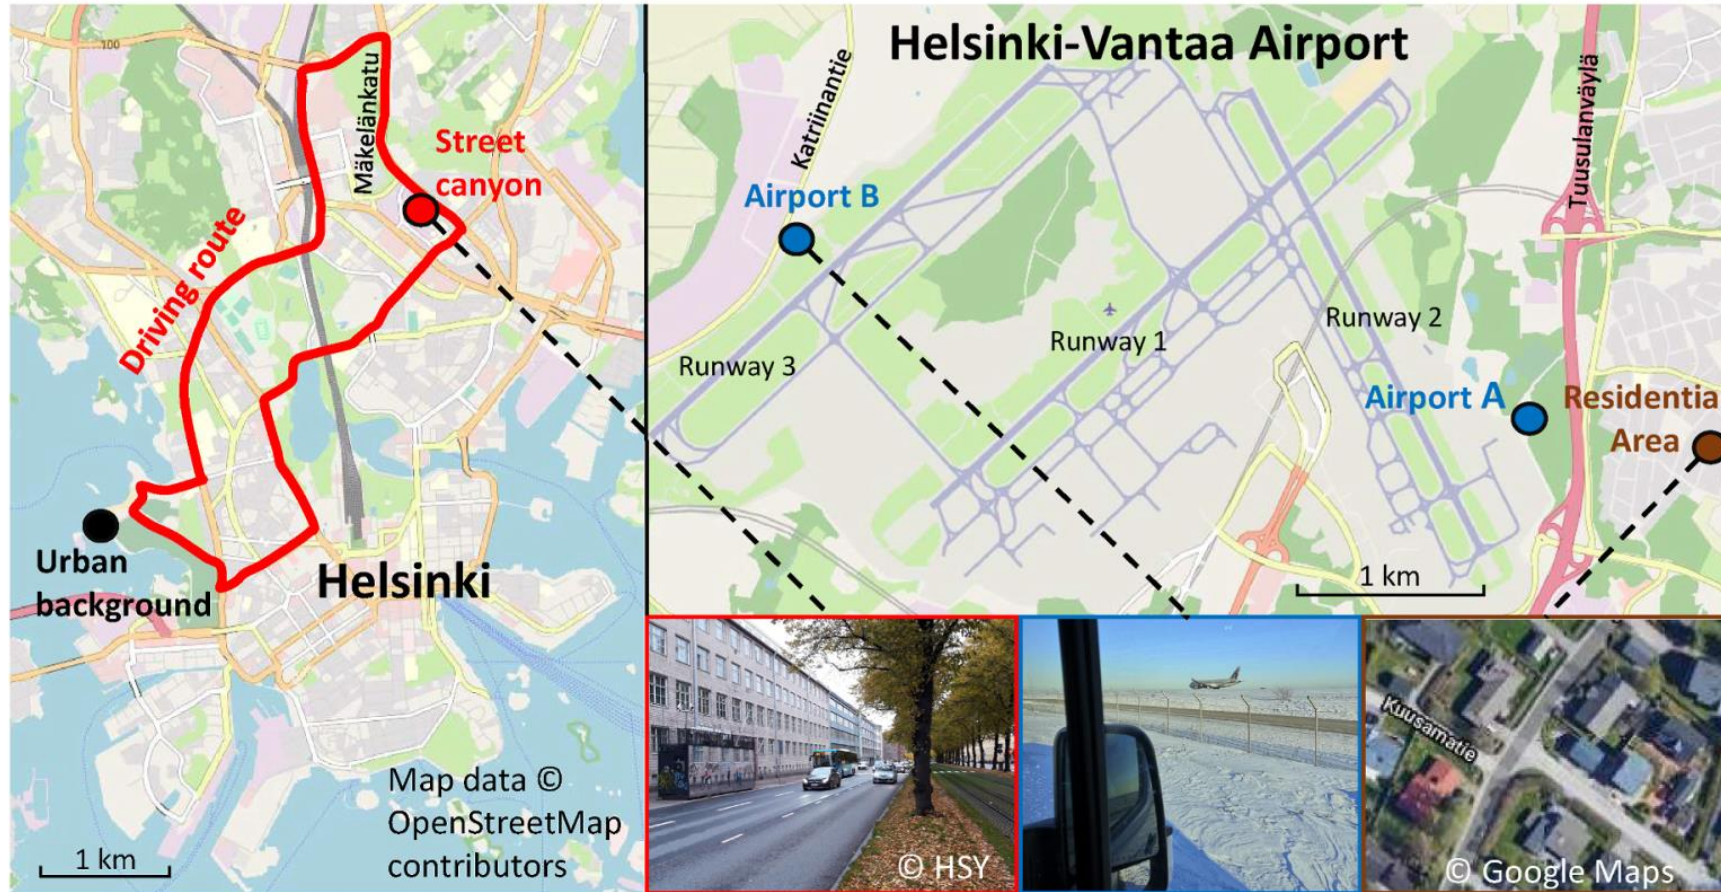 100
Mäkelänkatu
Street
canyon
Driving route
Urban
background
Helsinki
Map data ©
OpenStreetMap
contributors
1 km
Helsinki-Vantaa Airport
Katriinantie
Tuusulanväylä
Airport B
Runway 3
Runway 1
Runway 2
Airport A
Residentia
Area
1 km
© HSY
Kuusamatie
© Google Maps